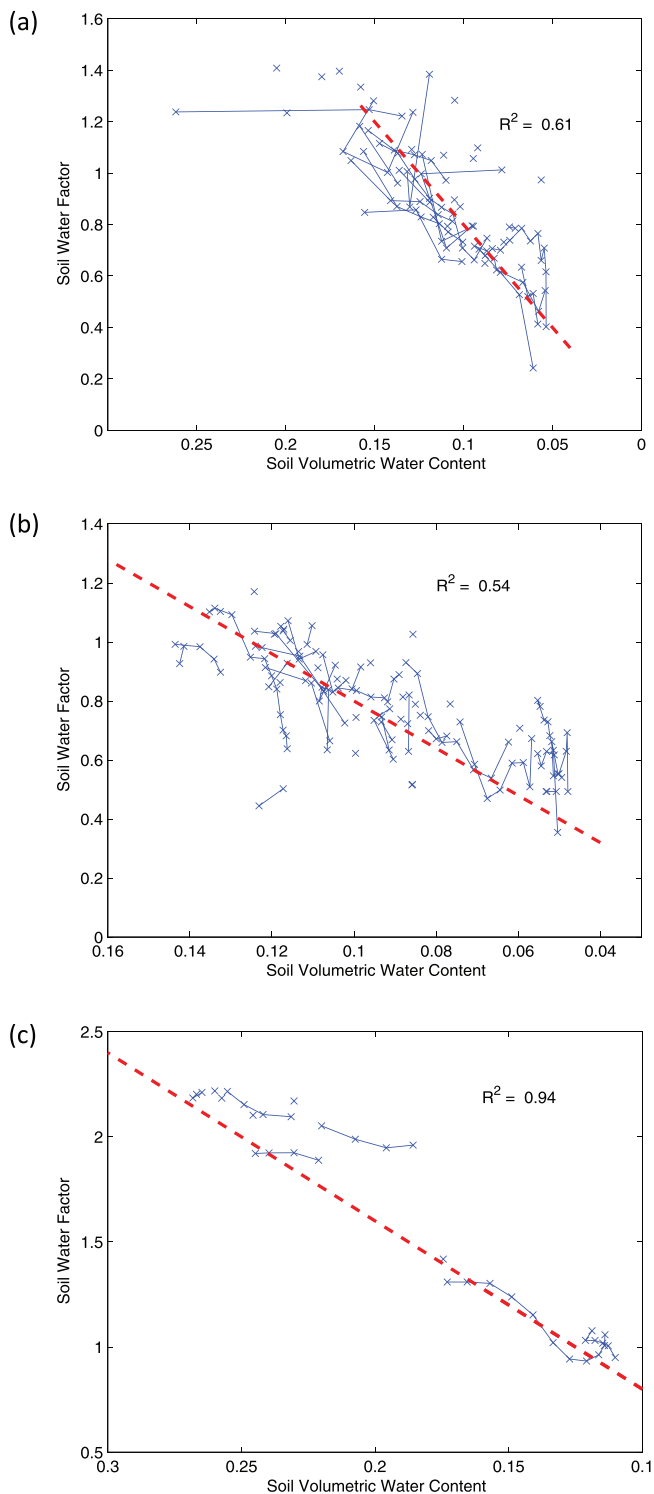 (a)
1.6
1.4
1.2
1
0.8
0.6
0.4
0.2
0
Soil Water Factor
R² = 0.61
0.25 0.2 0.15 0.1 0.05 0
Soil Volumetric Water Content
(b)
1.4
1.2
1
0.8
0.6
0.4
0.2
0
Soil Water Factor
R² = 0.54
0.16 0.14 0.12 0.1 0.08 0.06 0.04
Soil Volumetric Water Content
(c)
2.5
2
1.5
1
0.5
Soil Water Factor
R² = 0.94
0.3 0.25 0.2 0.15 0.1
Soil Volumetric Water Content